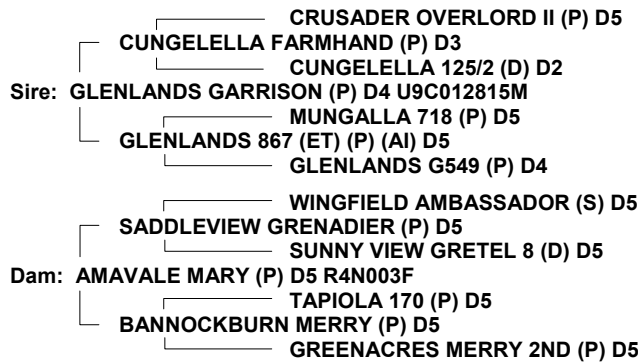 CRUSADER OVERLORD II (P) D5
CUNGELELLA FARMHAND (P) D3
CUNGELELLA 125/2 (D) D2
Sire: GLENLANDS GARRISON (P) D4 U9C012815M
MUNGALLA 718 (P) D5
GLENLANDS 867 (ET) (P) (AI) D5
GLENLANDS G549 (P) D4
WINGFIELD AMBASSADOR (S) D5
SADDLEVIEW GRENADIER (P) D5
SUNNY VIEW GRETEL 8 (D) D5
Dam: AMAVALE MARY (P) D5 R4N003F
TAPIOLA 170 (P) D5
BANNOCKBURN MERRY (P) D5
GREENACRES MERRY 2ND (P) D5